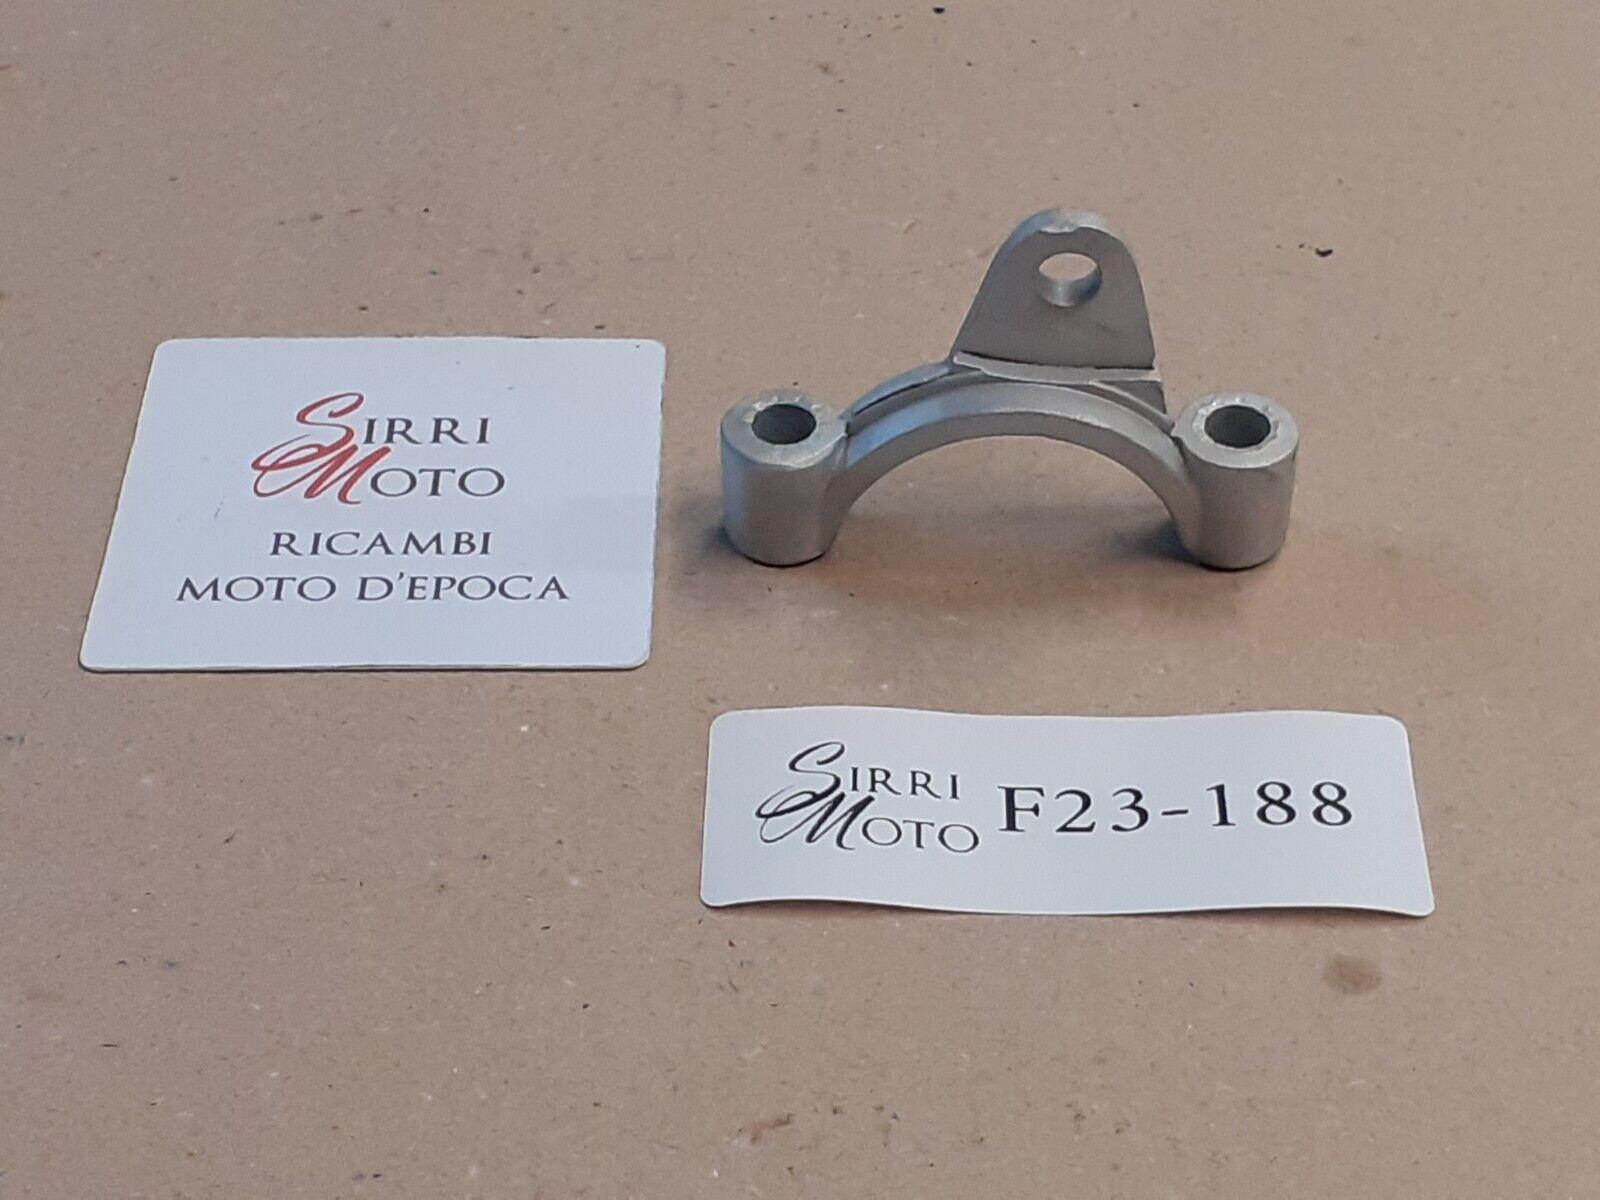 SIRRI
MOTO
RICAMBI
MOTO D'EPOCA
SIRRI
MOTO
F23-188